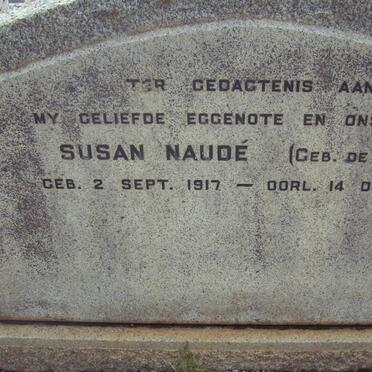 TER GEDAGTENIS AAN
MY GELIEFDE EGGENOTE EN ONS
SUSAN NAUDÉ (GEB. DE
GEB. 2 SEPT. 1917 — OORL. 14